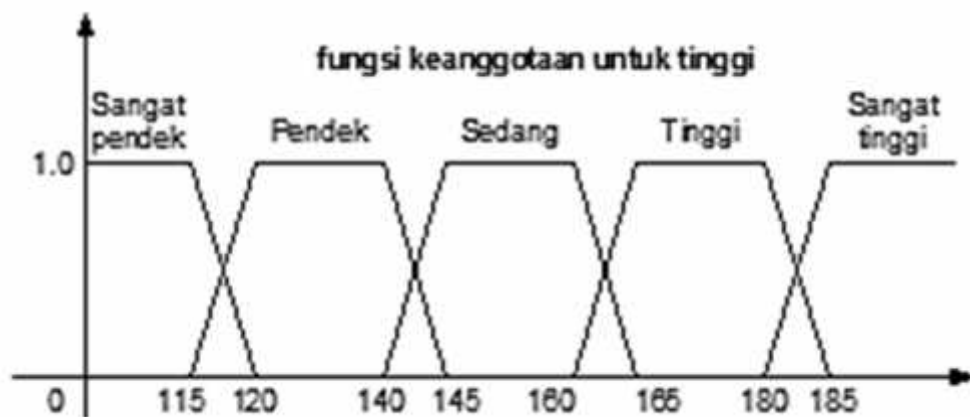 fungsi keanggotaan untuk tinggi
Sangat
pendek
Pendek
Sedang
Tinggi
Sangat
tinggi
1.0
0 115 120 140 145 160 165 180 185